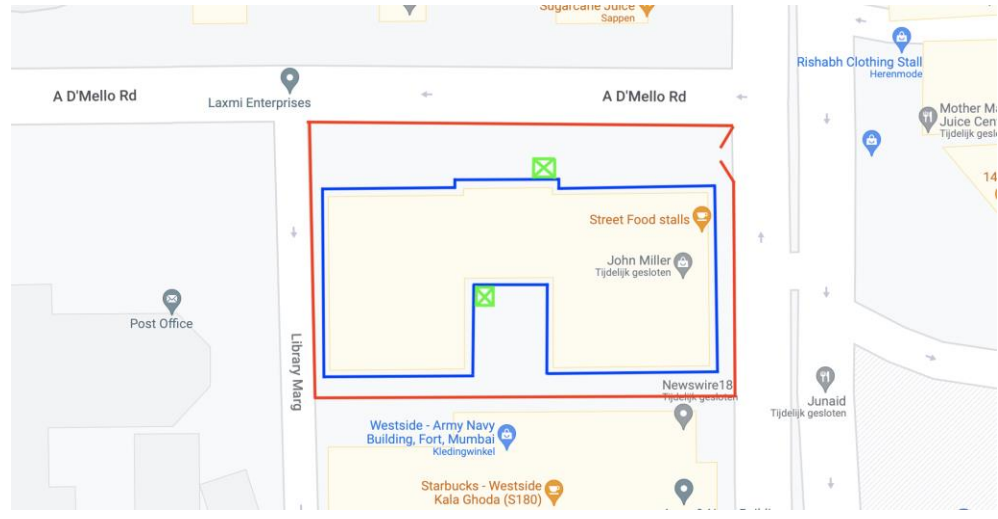 Sugarcane Juice
Sappen
Rishabh Clothing Stall
Herenmode
A D'Mello Rd
Laxmi Enterprises
A D'Mello Rd
Mother
Juice
Tijdelijk
14
Street Food stalls
John Miller
Tijdelijk gesloten
Post Office
Library Marg
Newswire18
Tijdelijk gesloten
Junaid
Tijdelijk gesloten
Westside - Army Navy
Building, Fort, Mumbai
Kledingwinkel
Starbucks - Westside
Kala Ghoda (S180)